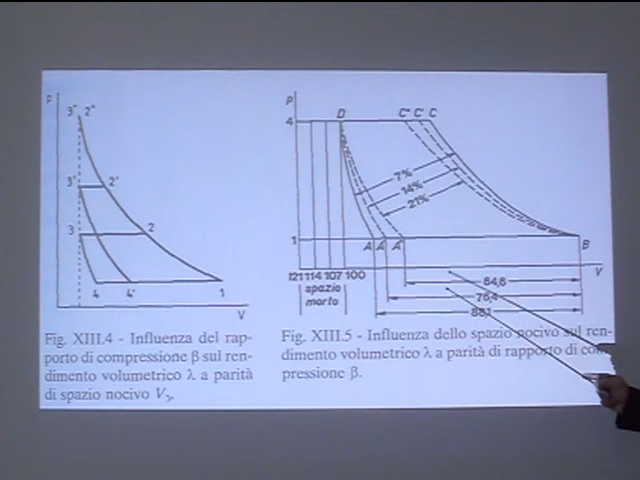 P
3" 2"
3' 2'
3 2
4 4' 1
V
P
D C" C' C
4
7%
14%
21%
1
A A' A"
B
V
121 114 107 100
spazio
morto
64,6
76,4
88,1
Fig. XIII.4 - Influenza del rap-
porto di compressione β sul ren-
dimento volumetrico λ a parità
di spazio nocivo V₃.
Fig. XIII.5 - Influenza dello spazio nocivo sul ren-
dimento volumetrico λ a parità di rapporto di com-
pressione β.